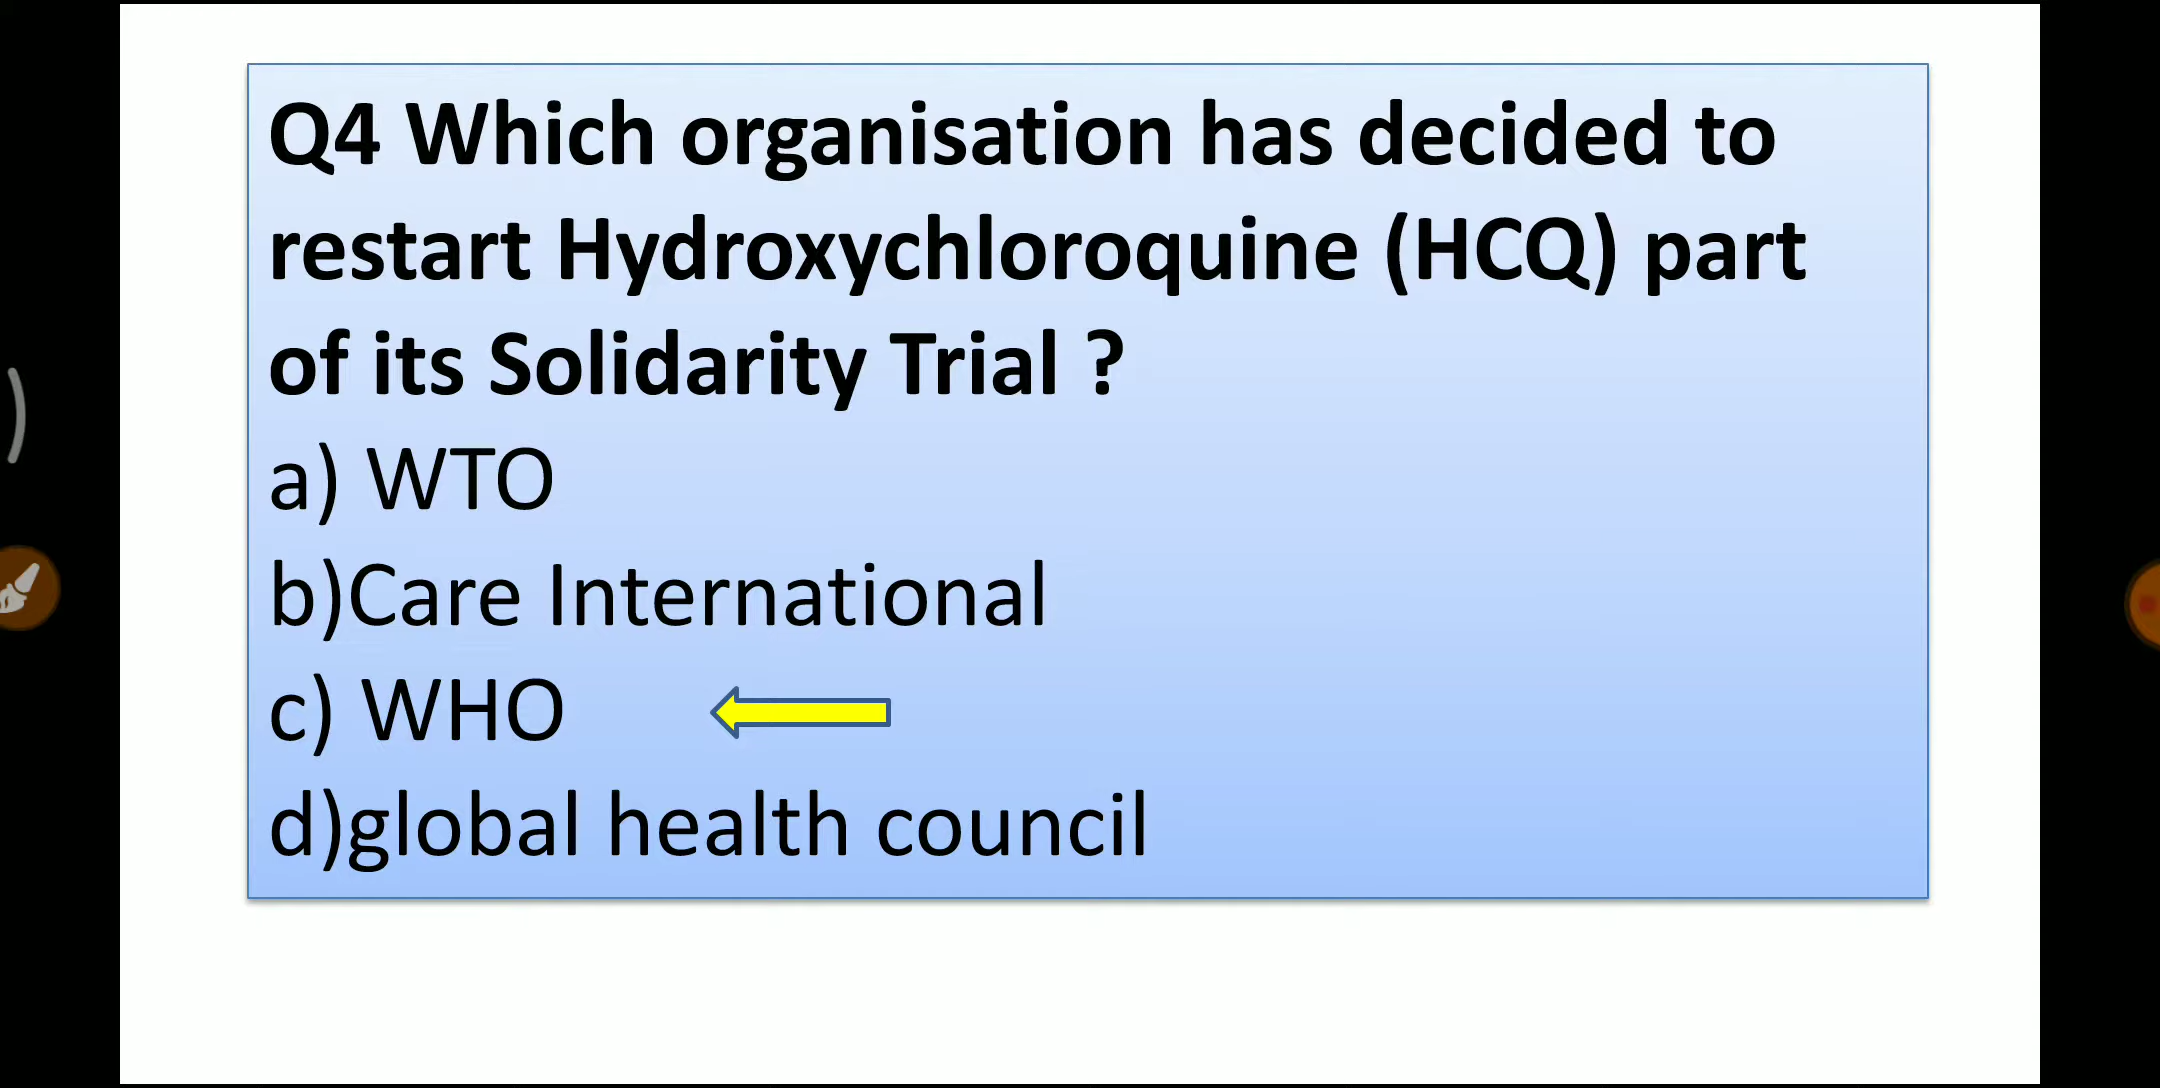 Q4 Which organisation has decided to
restart Hydroxychloroquine (HCQ) part
of its Solidarity Trial ?
a) WTO
b)Care International
c) WHO
d)global health council